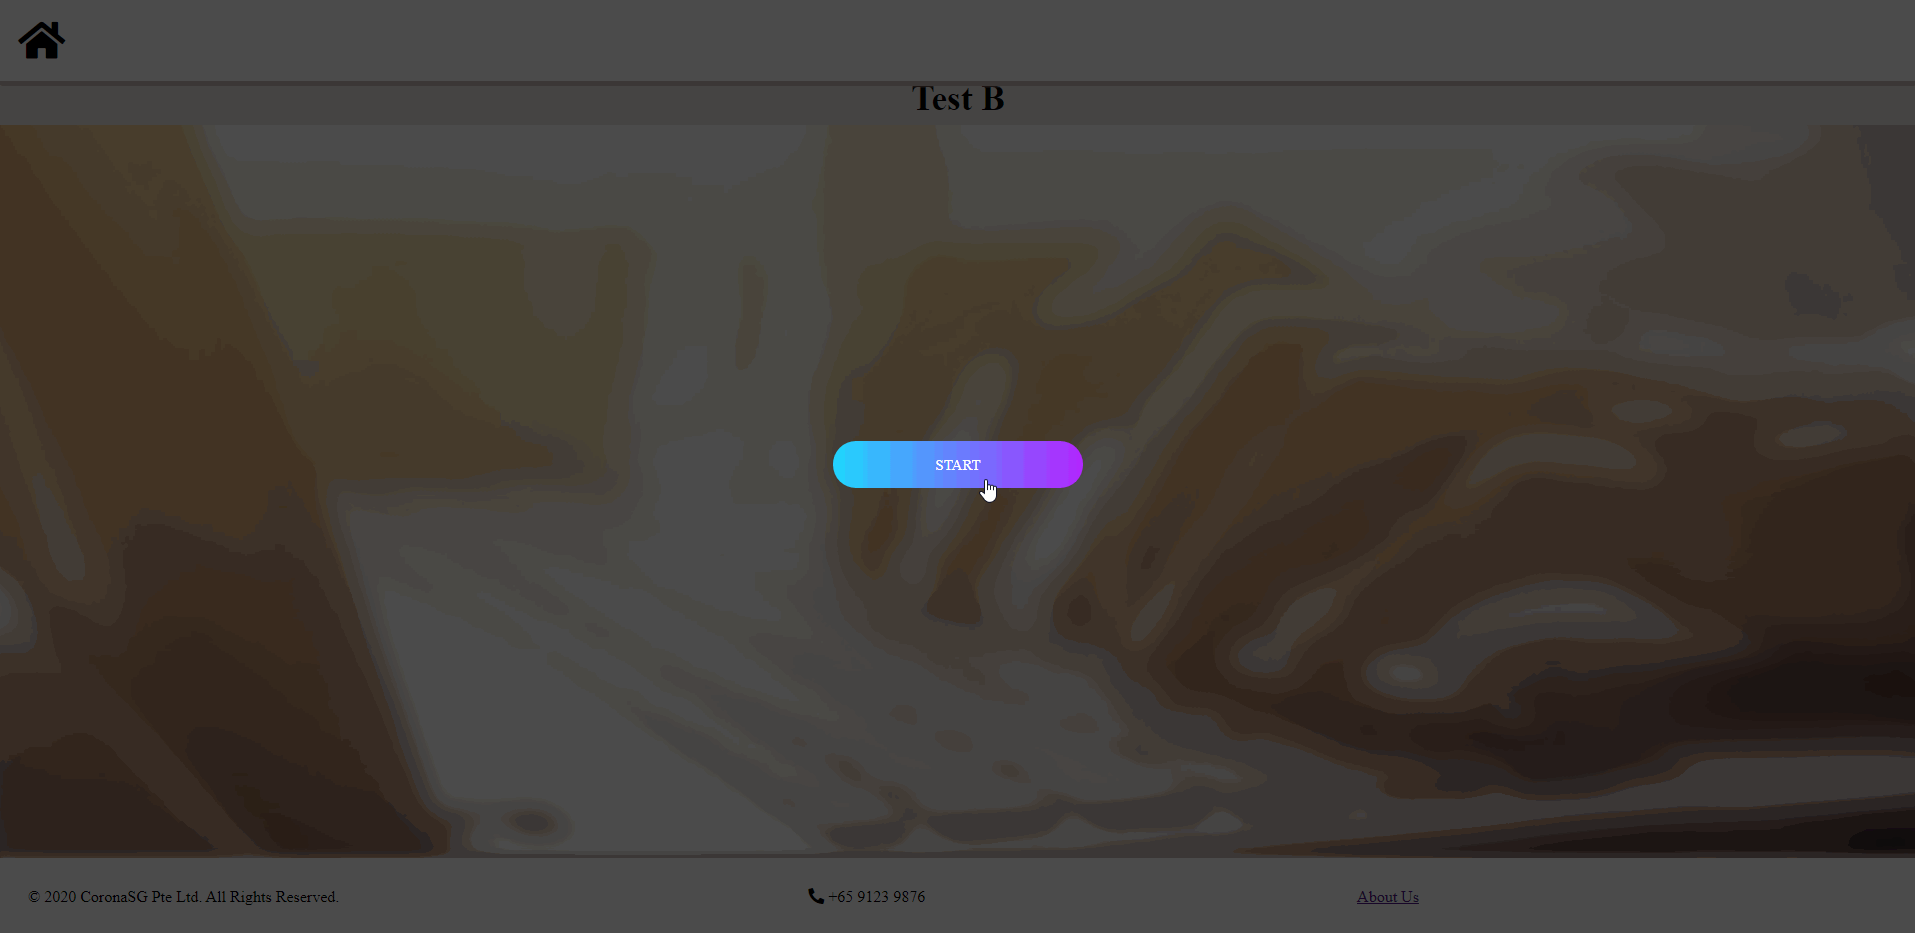 Test B
START
© 2020 CoronaSG Pte Ltd. All Rights Reserved.
+65 9123 9876
About Us